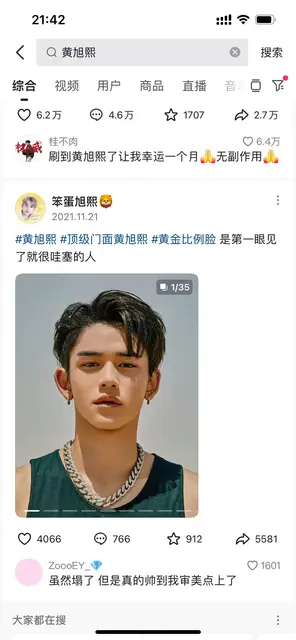 21:42
黄旭熙
搜索
综合 视频 用户 商品 直播 音
6.2万 4.6万 1707 2.7万
桂不肉 6.4万
刷到黄旭熙了让我幸运一个月🙏无副作用🙏
笨蛋旭熙🦁
2021.11.21
#黄旭熙 #顶级门面黄旭熙 #黄金比例脸 是第一眼见
了就很哇塞的人
1/35
4066 766 912 5581
ZoooEY_💎 1601
虽然塌了 但是真的帅到我审美点上了
大家都在搜